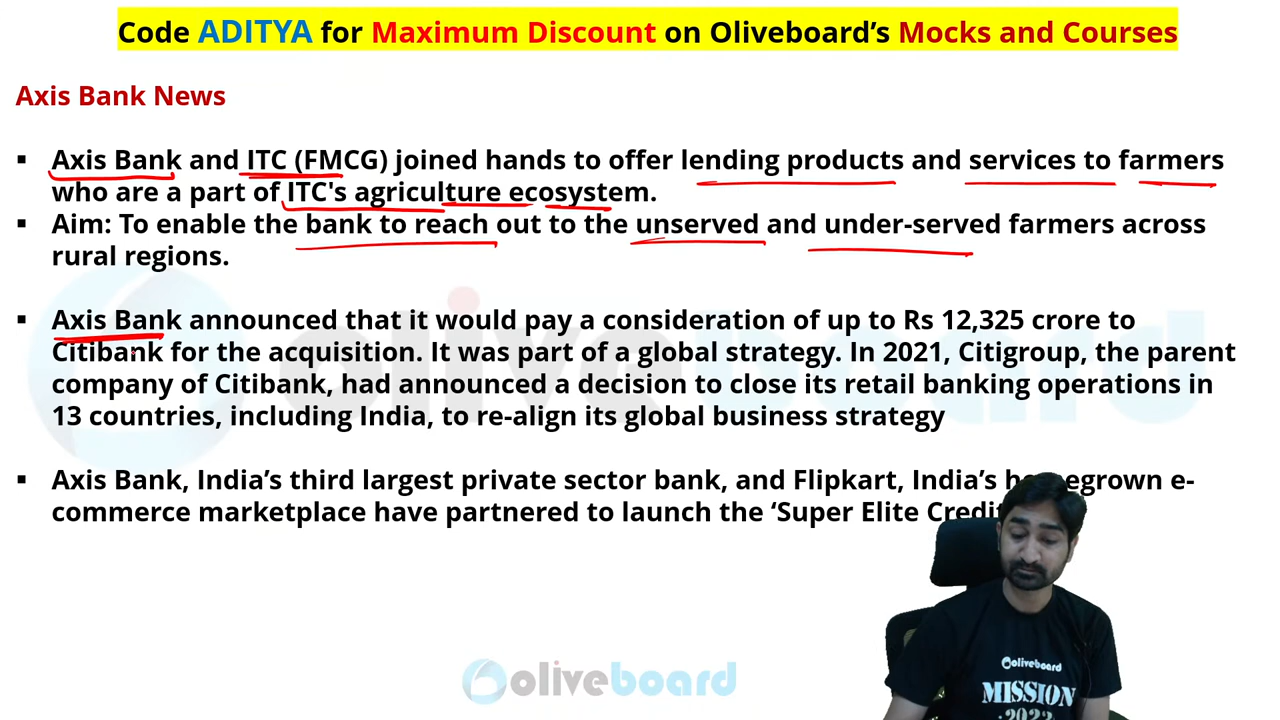 Code ADITYA for Maximum Discount on Oliveboard’s Mocks and Courses
Axis Bank News
▪ Axis Bank and ITC (FMCG) joined hands to offer lending products and services to farmers
who are a part of ITC's agriculture ecosystem.
▪ Aim: To enable the bank to reach out to the unserved and under-served farmers across
rural regions.
▪ Axis Bank announced that it would pay a consideration of up to Rs 12,325 crore to
Citibank for the acquisition. It was part of a global strategy. In 2021, Citigroup, the parent
company of Citibank, had announced a decision to close its retail banking operations in
13 countries, including India, to re-align its global business strategy
▪ Axis Bank, India’s third largest private sector bank, and Flipkart, India’s e-
commerce marketplace have partnered to launch the ‘Super Elite
oliveboard
oliveboard
oliveboard
MISSION
2023